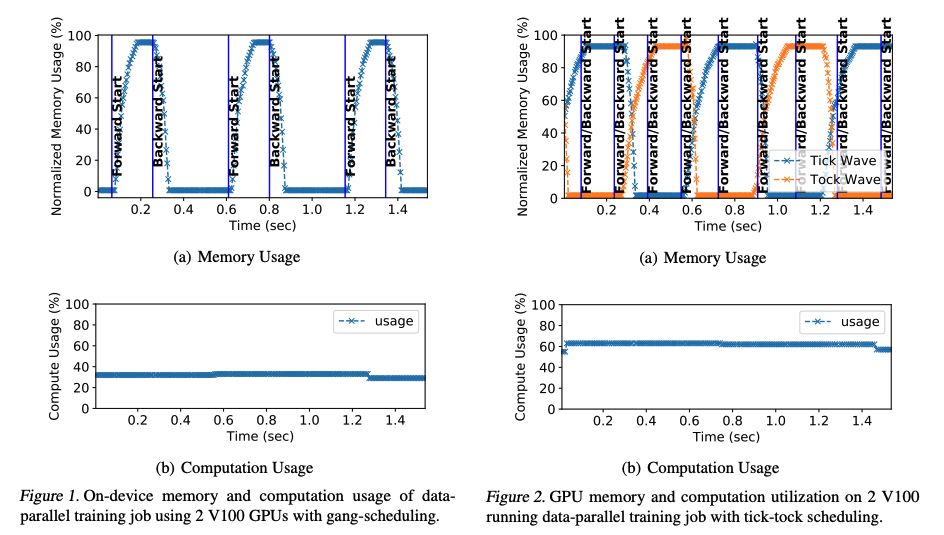 Normalized Memory Usage (%)
100
80
60
40
20
0
Forward Start
Backward Start
Forward Start
Backward Start
Forward Start
Backward Start
0.2 0.4 0.6 0.8 1.0 1.2 1.4
Time (sec)
(a) Memory Usage
Compute Usage (%)
100
80
60
40
20
0
usage
0.2 0.4 0.6 0.8 1.0 1.2 1.4
Time (sec)
(b) Computation Usage
Figure 1. On-device memory and computation usage of data-
parallel training job using 2 V100 GPUs with gang-scheduling.
Normalized Memory Usage (%)
100
80
60
40
20
0
Forward/Backward Start
Forward/Backward Start
Forward/Backward Start
Forward/Backward Start
Forward/Backward Start
Forward/Backward Start
Forward/Backward Start
Forward/Backward Start
Forward/Backward Start
Tick Wave
Tock Wave
0.2 0.4 0.6 0.8 1.0 1.2 1.4
Time (sec)
(a) Memory Usage
Compute Usage (%)
100
80
60
40
20
0
usage
0.2 0.4 0.6 0.8 1.0 1.2 1.4
Time (sec)
(b) Computation Usage
Figure 2. GPU memory and computation utilization on 2 V100
running data-parallel training job with tick-tock scheduling.